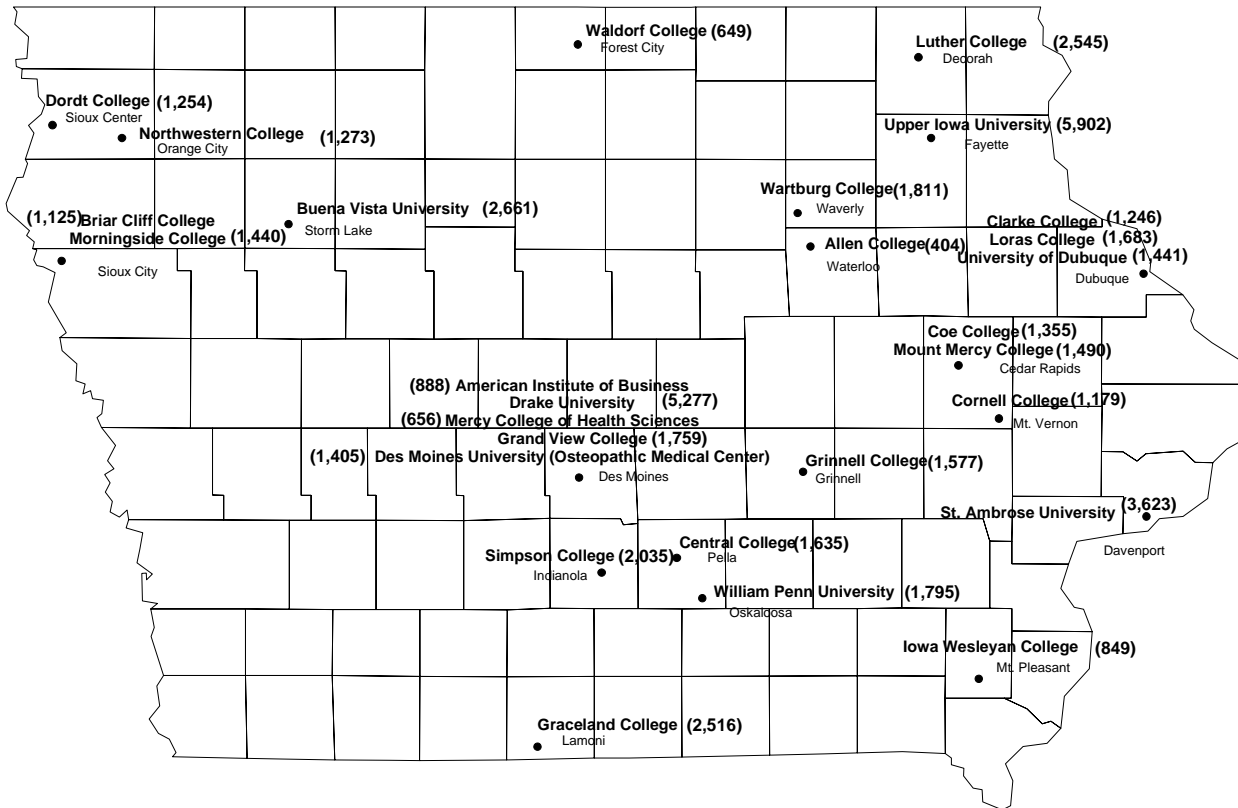 Waldorf College (649)
Forest City
Luther College (2,545)
Decorah
Dordt College (1,254)
Sioux Center
Northwestern College (1,273)
Orange City
Upper Iowa University (5,902)
Fayette
Wartburg College (1,811)
Waverly
Buena Vista University (2,661)
Storm Lake
(1,125) Briar Cliff College
Morningside College (1,440)
Sioux City
Allen College (404)
Waterloo
Clarke College (1,246)
Loras College (1,683)
University of Dubuque (1,441)
Dubuque
Coe College (1,355)
Mount Mercy College (1,490)
Cedar Rapids
Cornell College (1,179)
Mt. Vernon
(888) American Institute of Business
Drake University (5,277)
(656) Mercy College of Health Sciences
Grand View College (1,759)
(1,405) Des Moines University (Osteopathic Medical Center)
Des Moines
Grinnell College (1,577)
Grinnell
St. Ambrose University (3,623)
Davenport
Central College (1,635)
Pella
Simpson College (2,035)
Indianola
William Penn University (1,795)
Oskaloosa
Iowa Wesleyan College (849)
Mt. Pleasant
Graceland College (2,516)
Lamoni